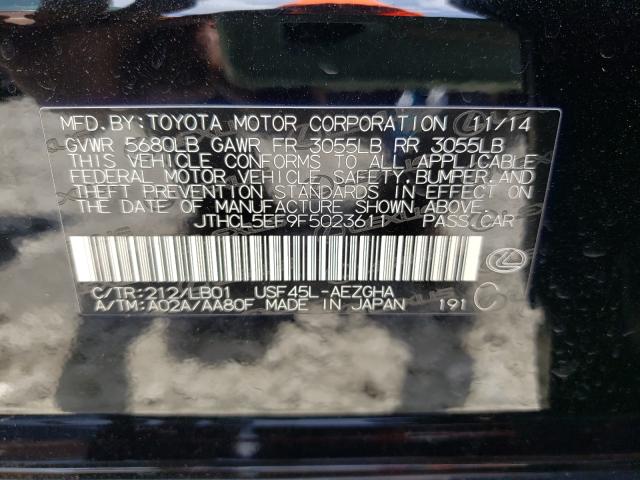 MFD.BY:TOYOTA MOTOR CORPORATION 11/14
GVWR 5680LB GAWR FR 3055LB RR 3055LB
THIS VEHICLE CONFORMS TO ALL APPLICABLE
FEDERAL MOTOR VEHICLE SAFETY,BUMPER,AND
THEFT PREVENTION STANDARDS IN EFFECT ON
THE DATE OF MANUFACTURE SHOWN ABOVE.
PASS.CAR
C/TR:212/LB01 USF45L-AEZGHA
A/TM:A02A/AA80F MADE IN JAPAN 191 C